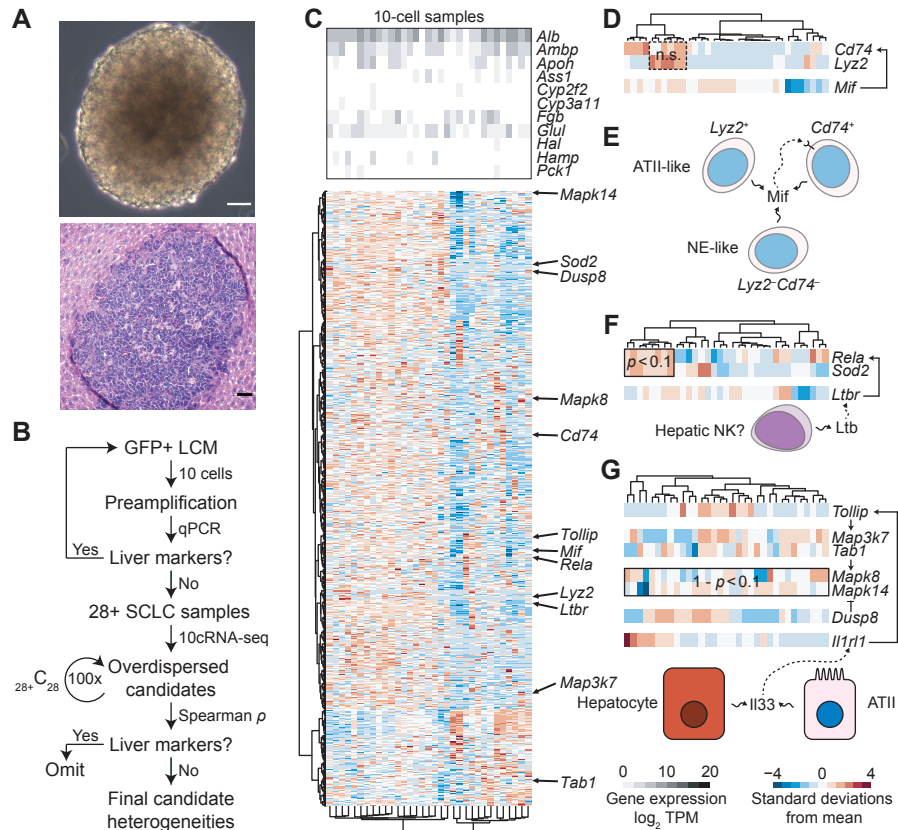 A
B
GFP+ LCM
10 cells
Preamplification
qPCR
Yes
Liver markers?
No
28+ SCLC samples
10cRNA-seq
28+C28
100x
Overdispersed
candidates
Spearman ρ
Yes
Liver markers?
Omit
No
Final candidate
heterogeneities
C
10-cell samples
Alb
Ambp
Apoh
Ass1
Cyp2f2
Cyp3a11
Fgb
Glul
Hal
Hamp
Pck1
Mapk14
Sod2
Dusp8
Mapk8
Cd74
Tollip
Mif
Rela
Lyz2
Ltbr
Map3k7
Tab1
D
n.s.
Cd74
Lyz2
Mif
E
Lyz2+
Cd74+
ATII-like
Mif
NE-like
Lyz2-Cd74-
F
p < 0.1
Rela
Sod2
Ltbr
Hepatic NK?
Ltb
G
Tollip
Map3k7
Tab1
1 - p < 0.1
Mapk8
Mapk14
Dusp8
Il1rl1
Hepatocyte
Il33
ATII
0 10 20
Gene expression
log2 TPM
−4 0 4
Standard deviations
from mean